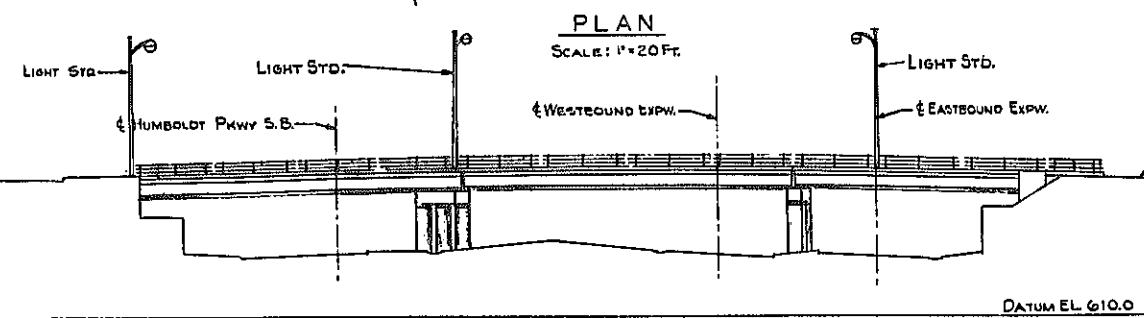 PLAN
SCALE: 1"=20 FT.
LIGHT STD.
LIGHT STD.
LIGHT STD.
℄ HUMBOLDT PKWY S.B.
℄ WESTBOUND EXPW.
℄ EASTBOUND EXPW.
DATUM EL. 610.0